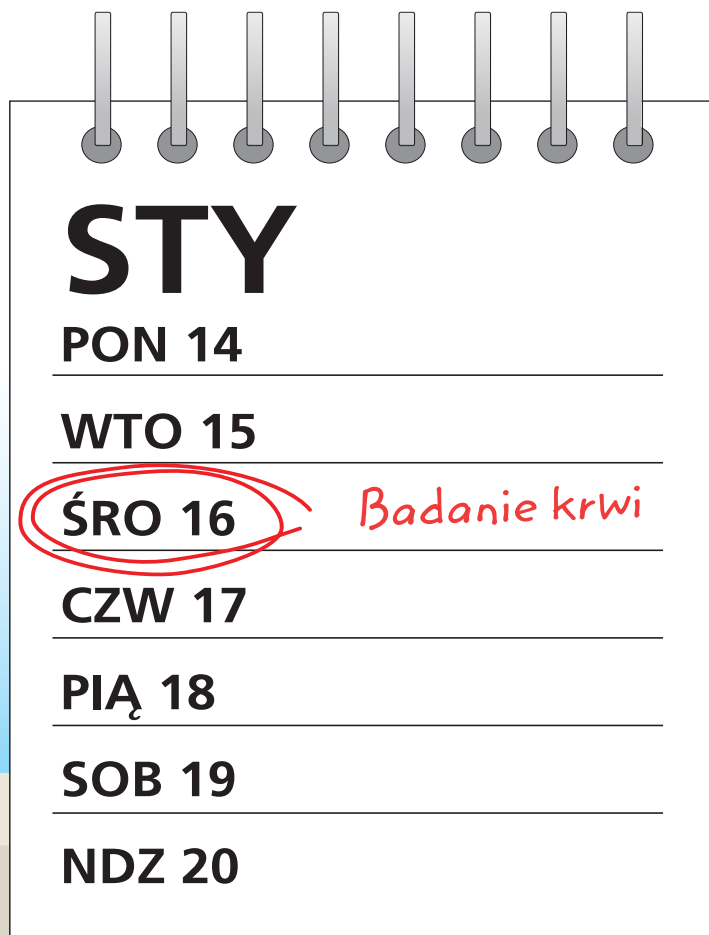 STY
PON 14
WTO 15
ŚRO 16 Badanie krwi
CZW 17
PIĄ 18
SOB 19
NDZ 20